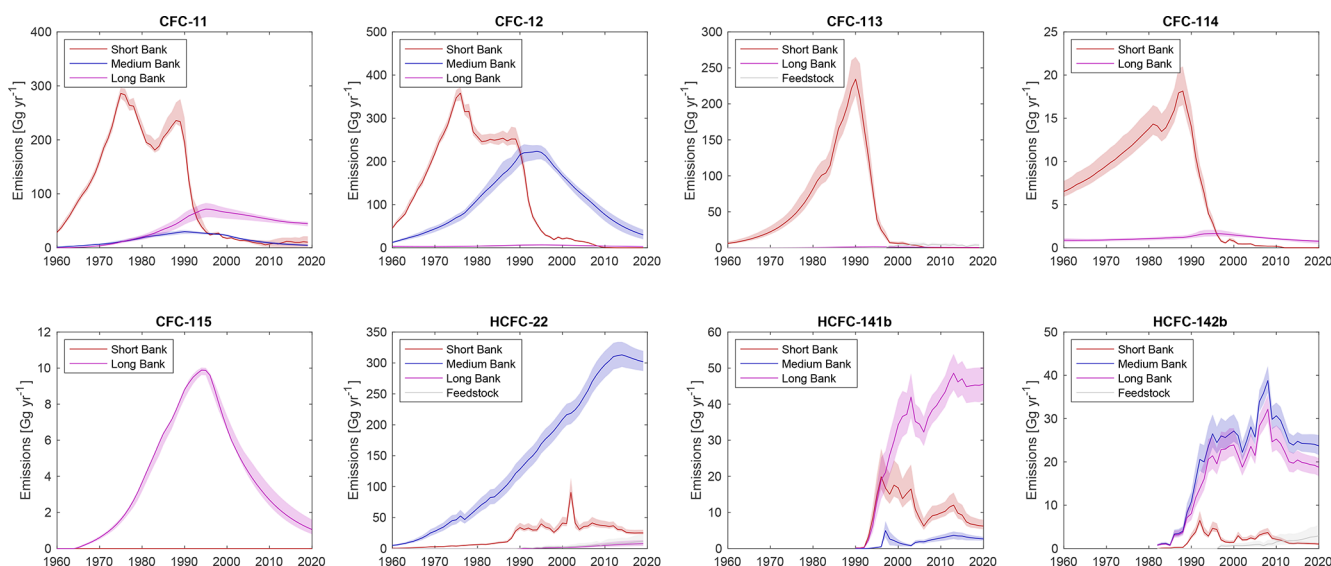 CFC-11
Emissions [Gg yr⁻¹]
400
300
200
100
0
1960 1970 1980 1990 2000 2010 2020
Short Bank
Medium Bank
Long Bank
CFC-12
Emissions [Gg yr⁻¹]
500
400
300
200
100
0
1960 1970 1980 1990 2000 2010 2020
Short Bank
Medium Bank
Long Bank
CFC-113
Emissions [Gg yr⁻¹]
300
250
200
150
100
50
0
1960 1970 1980 1990 2000 2010 2020
Short Bank
Long Bank
Feedstock
CFC-114
Emissions [Gg yr⁻¹]
25
20
15
10
5
0
1960 1970 1980 1990 2000 2010 2020
Short Bank
Long Bank
CFC-115
Emissions [Gg yr⁻¹]
12
10
8
6
4
2
0
1960 1970 1980 1990 2000 2010 2020
Short Bank
Long Bank
HCFC-22
Emissions [Gg yr⁻¹]
350
300
250
200
150
100
50
0
1960 1970 1980 1990 2000 2010 2020
Short Bank
Medium Bank
Long Bank
Feedstock
HCFC-141b
Emissions [Gg yr⁻¹]
60
50
40
30
20
10
0
1960 1970 1980 1990 2000 2010 2020
Short Bank
Medium Bank
Long Bank
HCFC-142b
Emissions [Gg yr⁻¹]
50
40
30
20
10
0
1960 1970 1980 1990 2000 2010 2020
Short Bank
Medium Bank
Long Bank
Feedstock